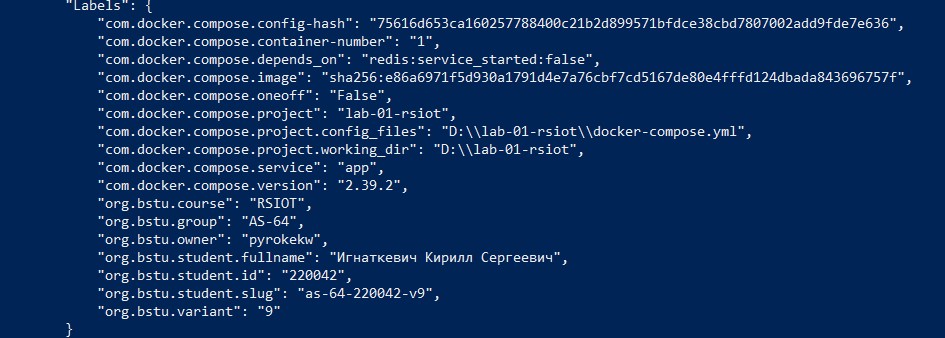 "Labels": {
"com.docker.compose.config-hash": "75616d653ca160257788400c21b2d899571bfdce38cbd7807002add9fde7e636",
"com.docker.compose.container-number": "1",
"com.docker.compose.depends_on": "redis:service_started:false",
"com.docker.compose.image": "sha256:e86a6971f5d930a1791d4e7a76cbf7cd5167de80e4fffd124dbada843696757f",
"com.docker.compose.oneoff": "False",
"com.docker.compose.project": "lab-01-rsiot",
"com.docker.compose.project.config_files": "D:\\lab-01-rsiot\\docker-compose.yml",
"com.docker.compose.project.working_dir": "D:\\lab-01-rsiot",
"com.docker.compose.service": "app",
"com.docker.compose.version": "2.39.2",
"org.bstu.course": "RSIOT",
"org.bstu.group": "AS-64",
"org.bstu.owner": "pyrokekw",
"org.bstu.student.fullname": "Игнаткевич Кирилл Сергеевич",
"org.bstu.student.id": "220042",
"org.bstu.student.slug": "as-64-220042-v9",
"org.bstu.variant": "9"
}